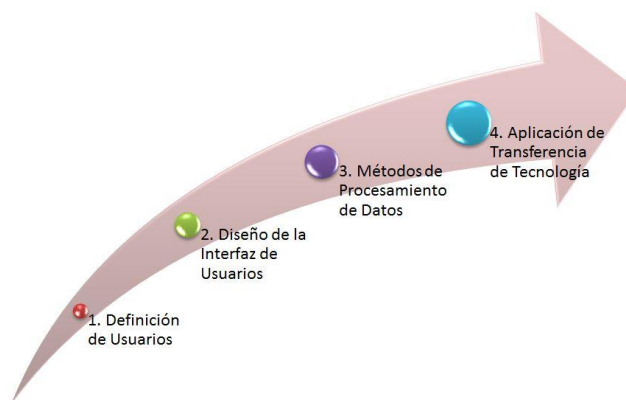 1. Definición
de Usuarios
2. Diseño de la
Interfaz de
Usuarios
3. Métodos de
Procesamiento
de Datos
4. Aplicación de
Transferencia
de Tecnología